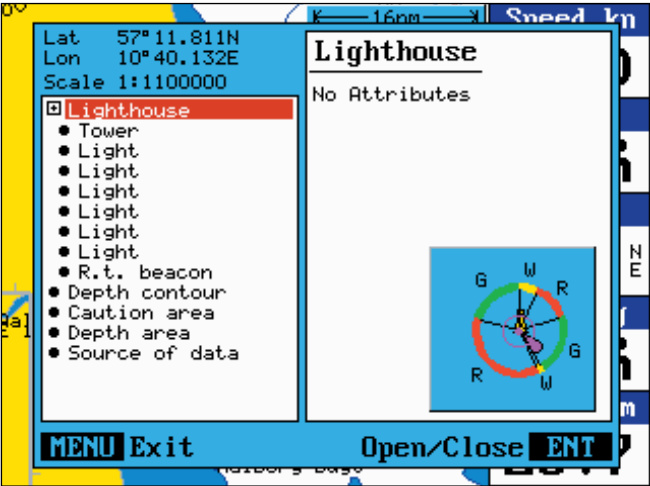 16nm
Speed kn
Lat 57°11.811N
Lon 10°40.132E
Scale 1:1100000
Lighthouse
Tower
Light
Light
Light
Light
Light
Light
R.t. beacon
Depth contour
Caution area
Depth area
Source of data
Lighthouse
No Attributes
G
W
R
G
R
W
N
E
m
MENU Exit
Open/Close ENT